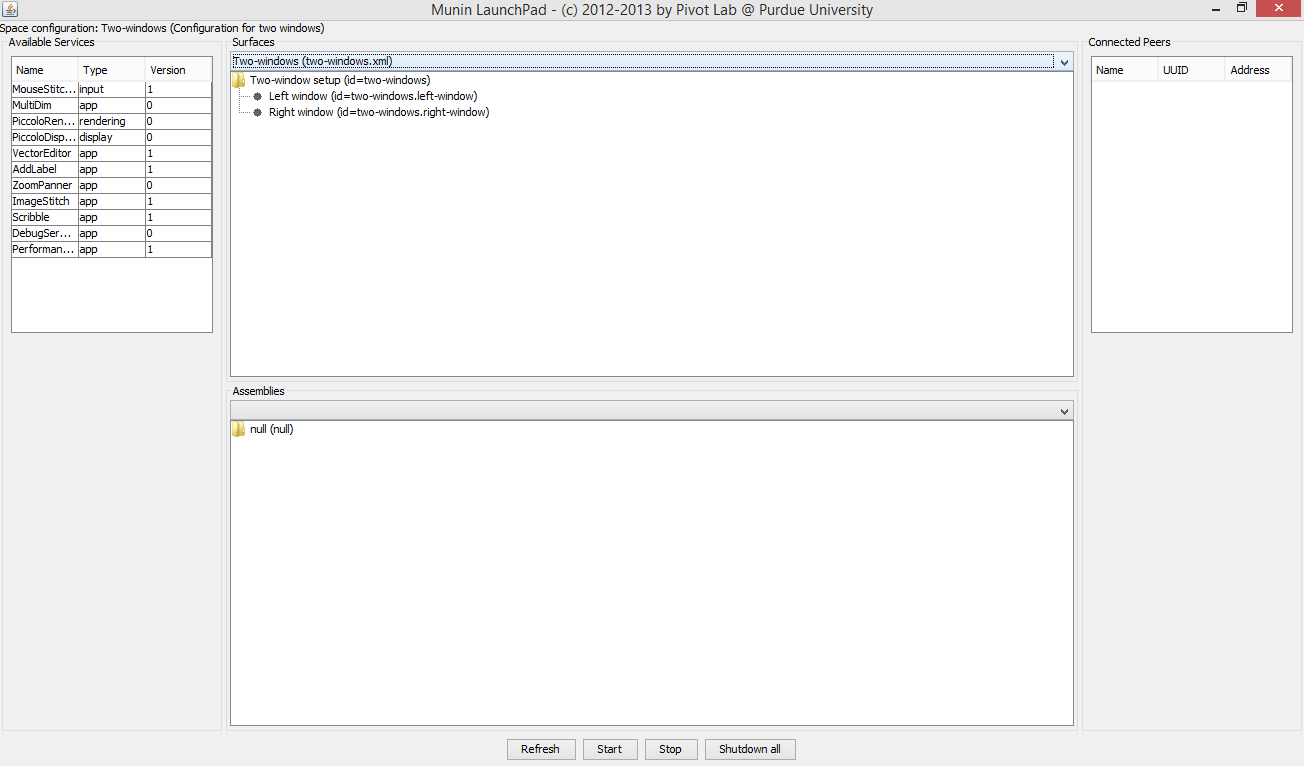 Munin LaunchPad - (c) 2012-2013 by Pivot Lab @ Purdue University
Space configuration: Two-windows (Configuration for two windows)
Available Services
Name Type Version
MouseStitc... input 1
MultiDim app 0
PiccoloRen... rendering 0
PiccoloDisp... display 0
VectorEditor app 1
AddLabel app 1
ZoomPanner app 0
ImageStitch app 1
Scribble app 1
DebugSer... app 0
Performan... app 1
Surfaces
Two-windows (two-windows.xml)
Two-window setup (id=two-windows)
Left window (id=two-windows.left-window)
Right window (id=two-windows.right-window)
Assemblies
null (null)
Connected Peers
Name UUID Address
Refresh Start Stop Shutdown all